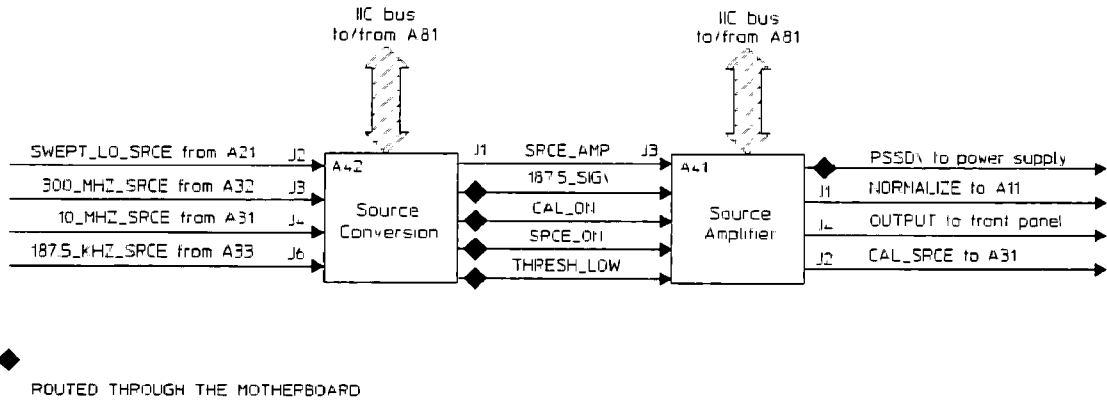 IIC bus
to/from A81
IIC bus
to/from A81
SWEPT_LO_SRCE from A21 J2
300_MHZ_SRCE from A32 J3
10_MHZ_SRCE from A31 J4
187.5_KHZ_SRCE from A33 J6
A42
Source
Conversion
J1 SRCE_AMP J3
187.5_SIG\
CAL_ON
SRCE_ON
THRESH_LOW
A41
Source
Amplifier
PSSD\ to power supply
J1 NORMALIZE to A11
J4 OUTPUT to front panel
J2 CAL_SRCE to A31
ROUTED THROUGH THE MOTHERBOARD